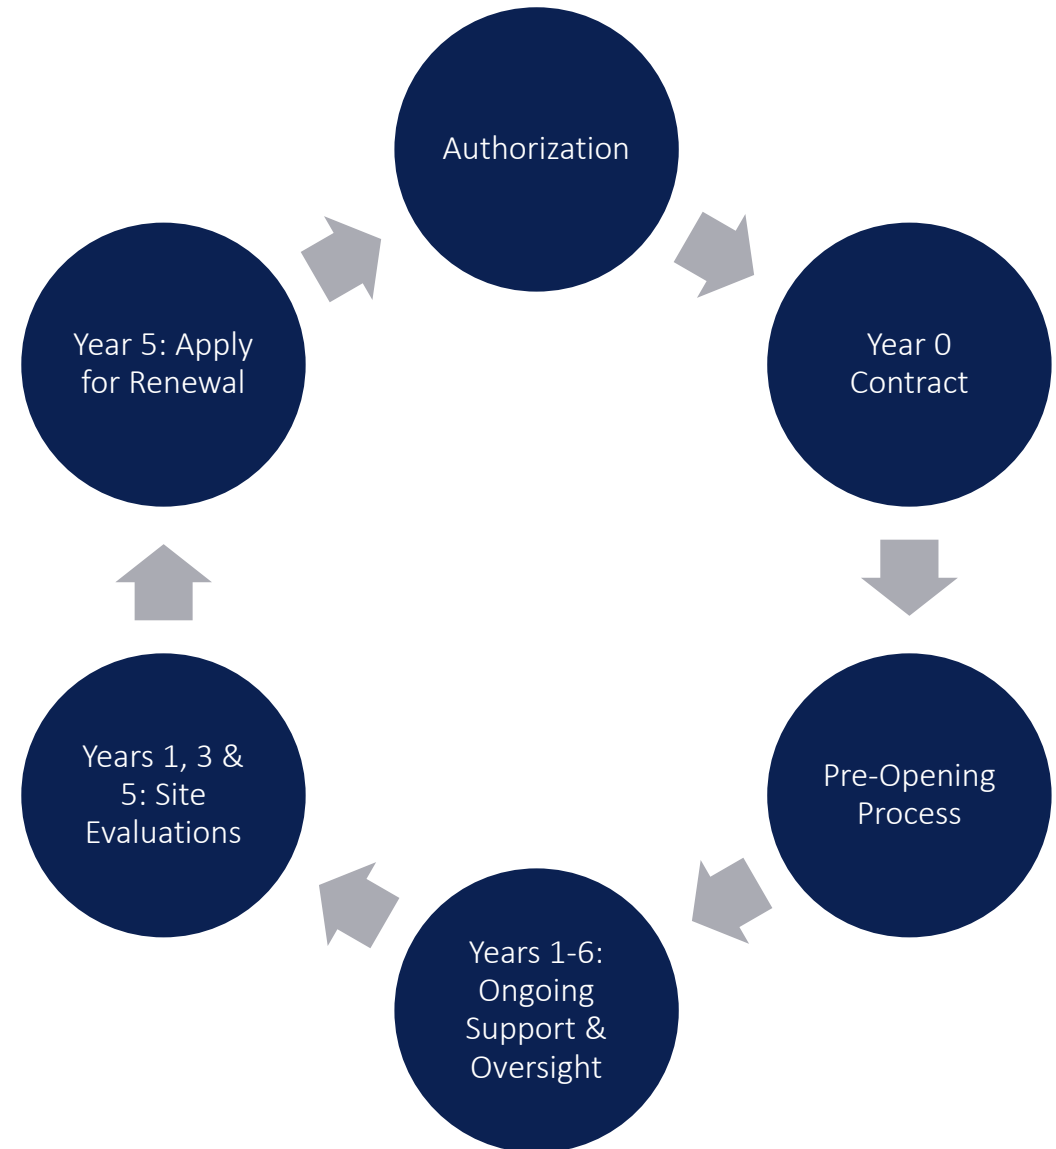 Authorization
Year 0
Contract
Pre-Opening
Process
Years 1-6:
Ongoing
Support &
Oversight
Years 1, 3 &
5: Site
Evaluations
Year 5: Apply
for Renewal